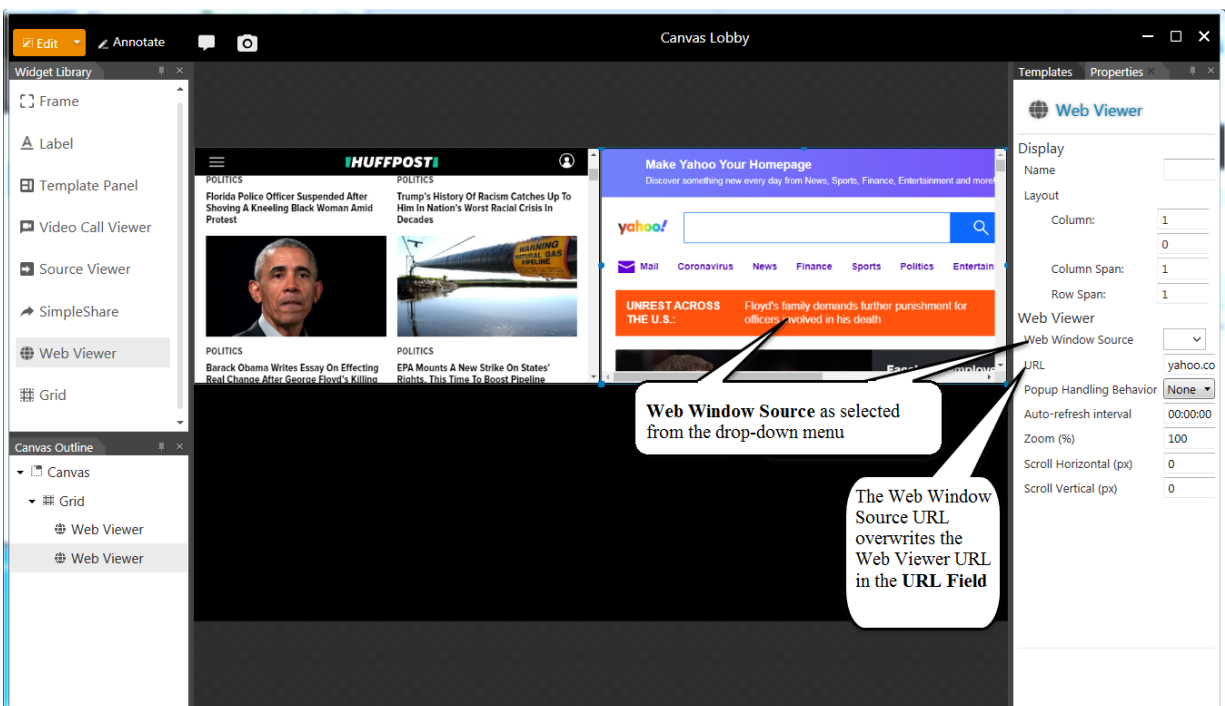 Edit
Annotate
Canvas Lobby
Widget Library
Frame
Label
Template Panel
Video Call Viewer
Source Viewer
SimpleShare
Web Viewer
Grid
Canvas Outline
Canvas
Grid
Web Viewer
Web Viewer
HUFFPOST
POLITICS
Florida Police Officer Suspended After
Shoving A Kneeling Black Woman Amid
Protest
POLITICS
Trump's History Of Racism Catches Up To
Him In Nation's Worst Racial Crisis In
Decades
WARNING
NATURAL GAS
PIPELINE
POLITICS
Barack Obama Writes Essay On Effecting
Real Change After George Floyd's Killing
POLITICS
EPA Mounts A New Strike On States'
Rights, This Time To Boost Pipeline
Make Yahoo Your Homepage
Discover something new every day from News, Sports, Finance, Entertainment and more!
yahoo!
Mail Coronavirus News Finance Sports Politics Entertain
UNREST ACROSS
THE U.S.:
Floyd's family demands further punishment for
officers involved in his death
Web Window Source as selected
from the drop-down menu
The Web Window
Source URL
overwrites the
Web Viewer URL
in the URL Field
Templates Properties
Web Viewer
Display
Name
Layout
Column: 1
0
Column Span: 1
Row Span: 1
Web Viewer
Web Window Source
URL yahoo.co
Popup Handling Behavior None
Auto-refresh interval 00:00:00
Zoom (%) 100
Scroll Horizontal (px) 0
Scroll Vertical (px) 0